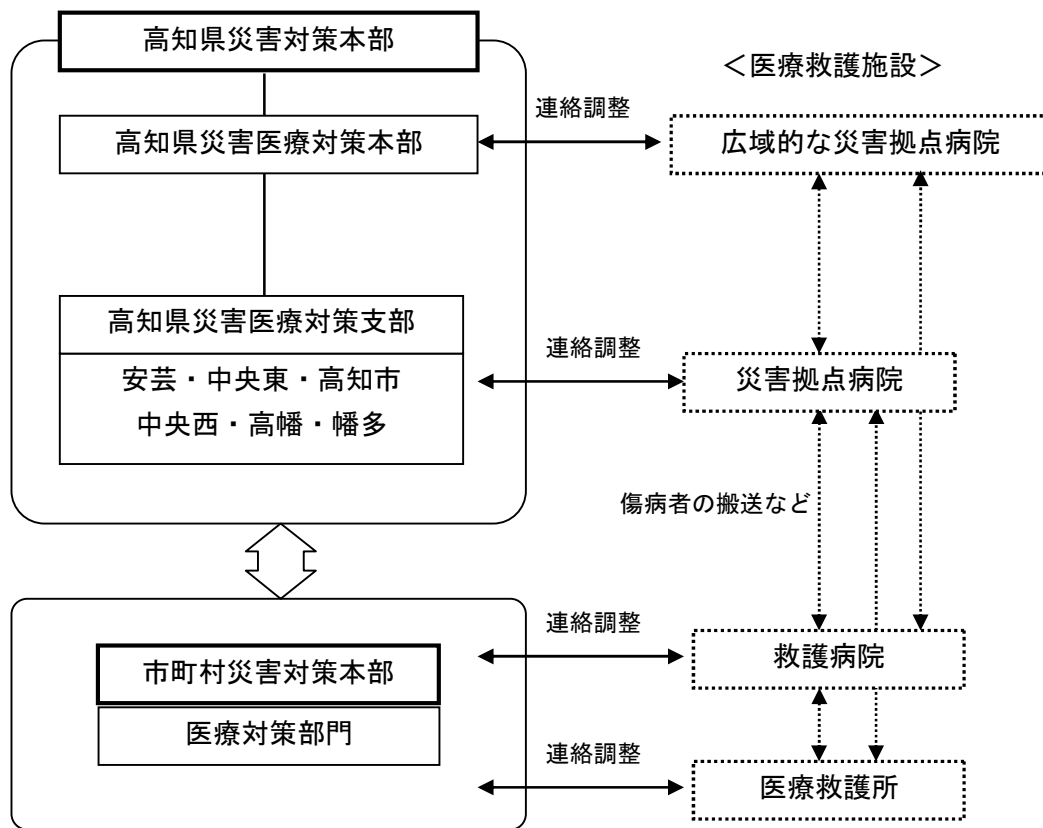 高知県災害対策本部
＜医療救護施設＞
連絡調整
高知県災害医療対策本部
広域的な災害拠点病院
高知県災害医療対策支部
連絡調整
安芸・中央東・高知市
災害拠点病院
中央西・高幡・幡多
傷病者の搬送など
連絡調整
市町村災害対策本部
救護病院
医療対策部門
連絡調整
医療救護所